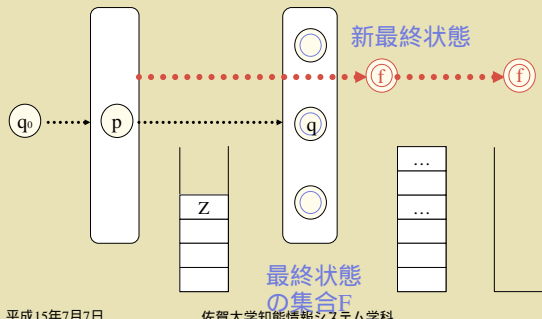 新最終状態
f
f
q₀
p
q
Z
…
…
最終状態
の集合F
平成15年7月7日
佐賀大学知能情報システム学科